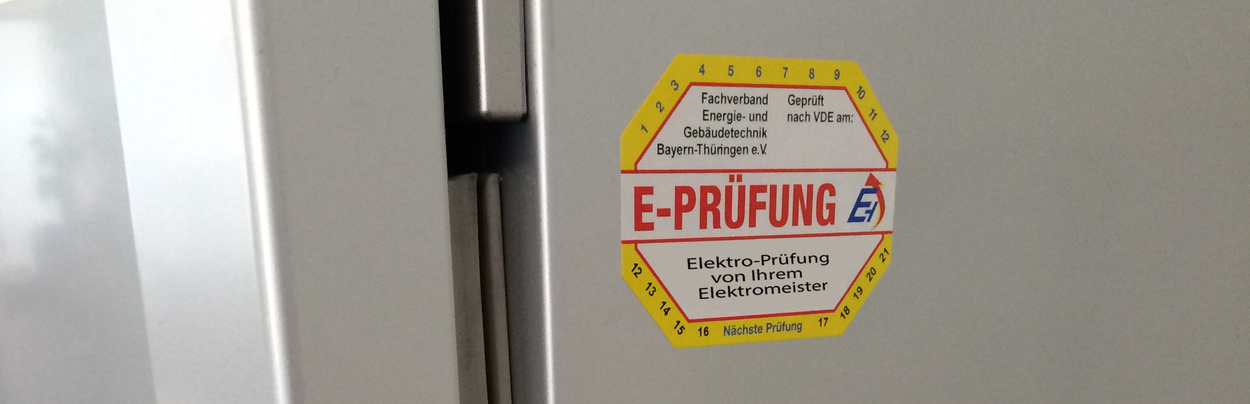 1 2 3 4 5 6 7 8 9 10 11 12
Fachverband
Energie- und
Gebäudetechnik
Bayern-Thüringen e.V.
Geprüft
nach VDE am:
E-PRÜFUNG
Elektro-Prüfung
von Ihrem
Elektromeister
12 13 14 15 16 Nächste Prüfung 17 18 19 20 21